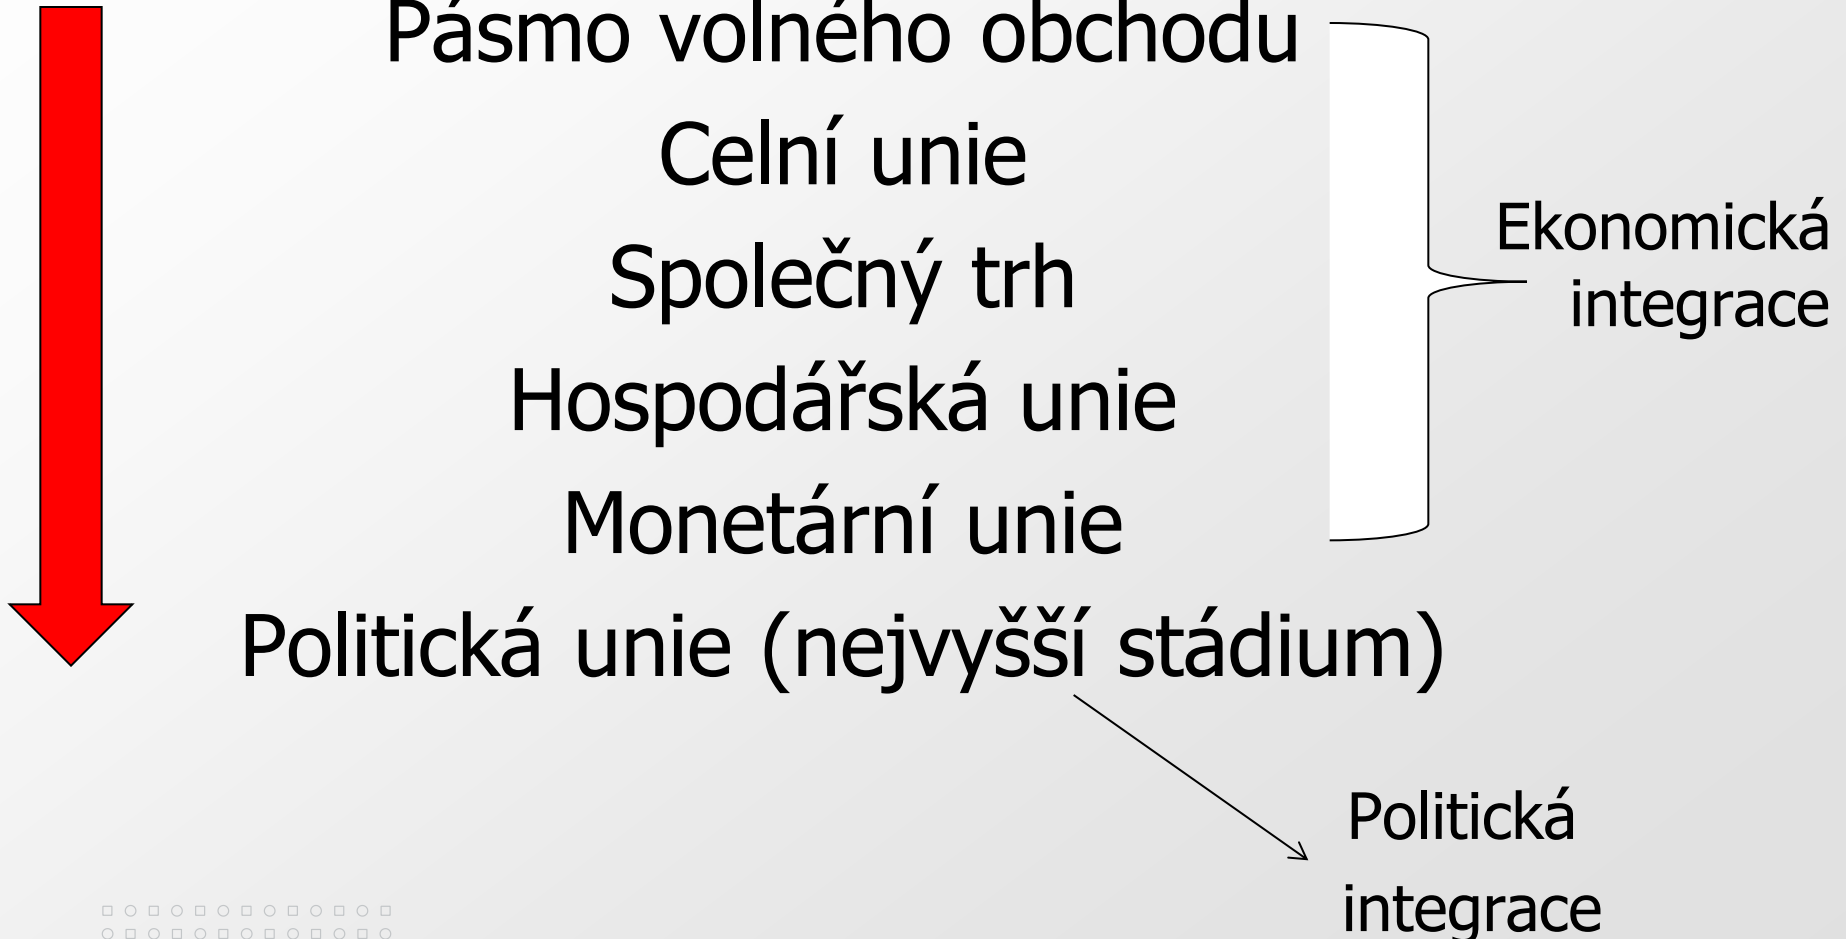 Pásmo volného obchodu
Celní unie
Společný trh
Hospodářská unie
Monetární unie
Ekonomická
integrace
Politická unie (nejvyšší stádium)
Politická
integrace